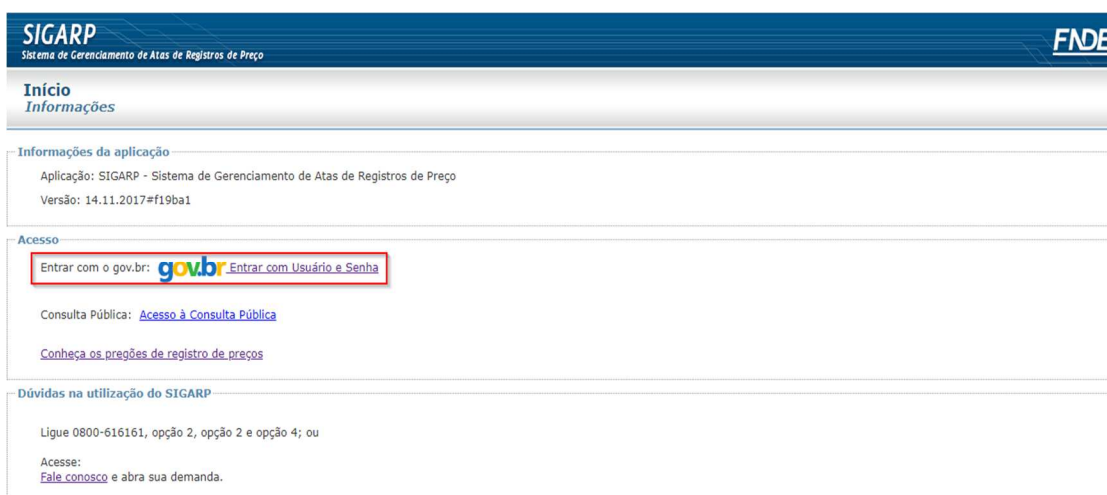 SIGARP
Sistema de Gerenciamento de Atas de Registros de Preço
FNDE
Início
Informações
Informações da aplicação
Aplicação: SIGARP - Sistema de Gerenciamento de Atas de Registros de Preço
Versão: 14.11.2017#f19ba1
Acesso
Entrar com o gov.br: gov.br Entrar com Usuário e Senha
Consulta Pública: Acesso à Consulta Pública
Conheça os pregões de registro de preços
Dúvidas na utilização do SIGARP
Ligue 0800-616161, opção 2, opção 2 e opção 4; ou
Acesse:
Fale conosco e abra sua demanda.